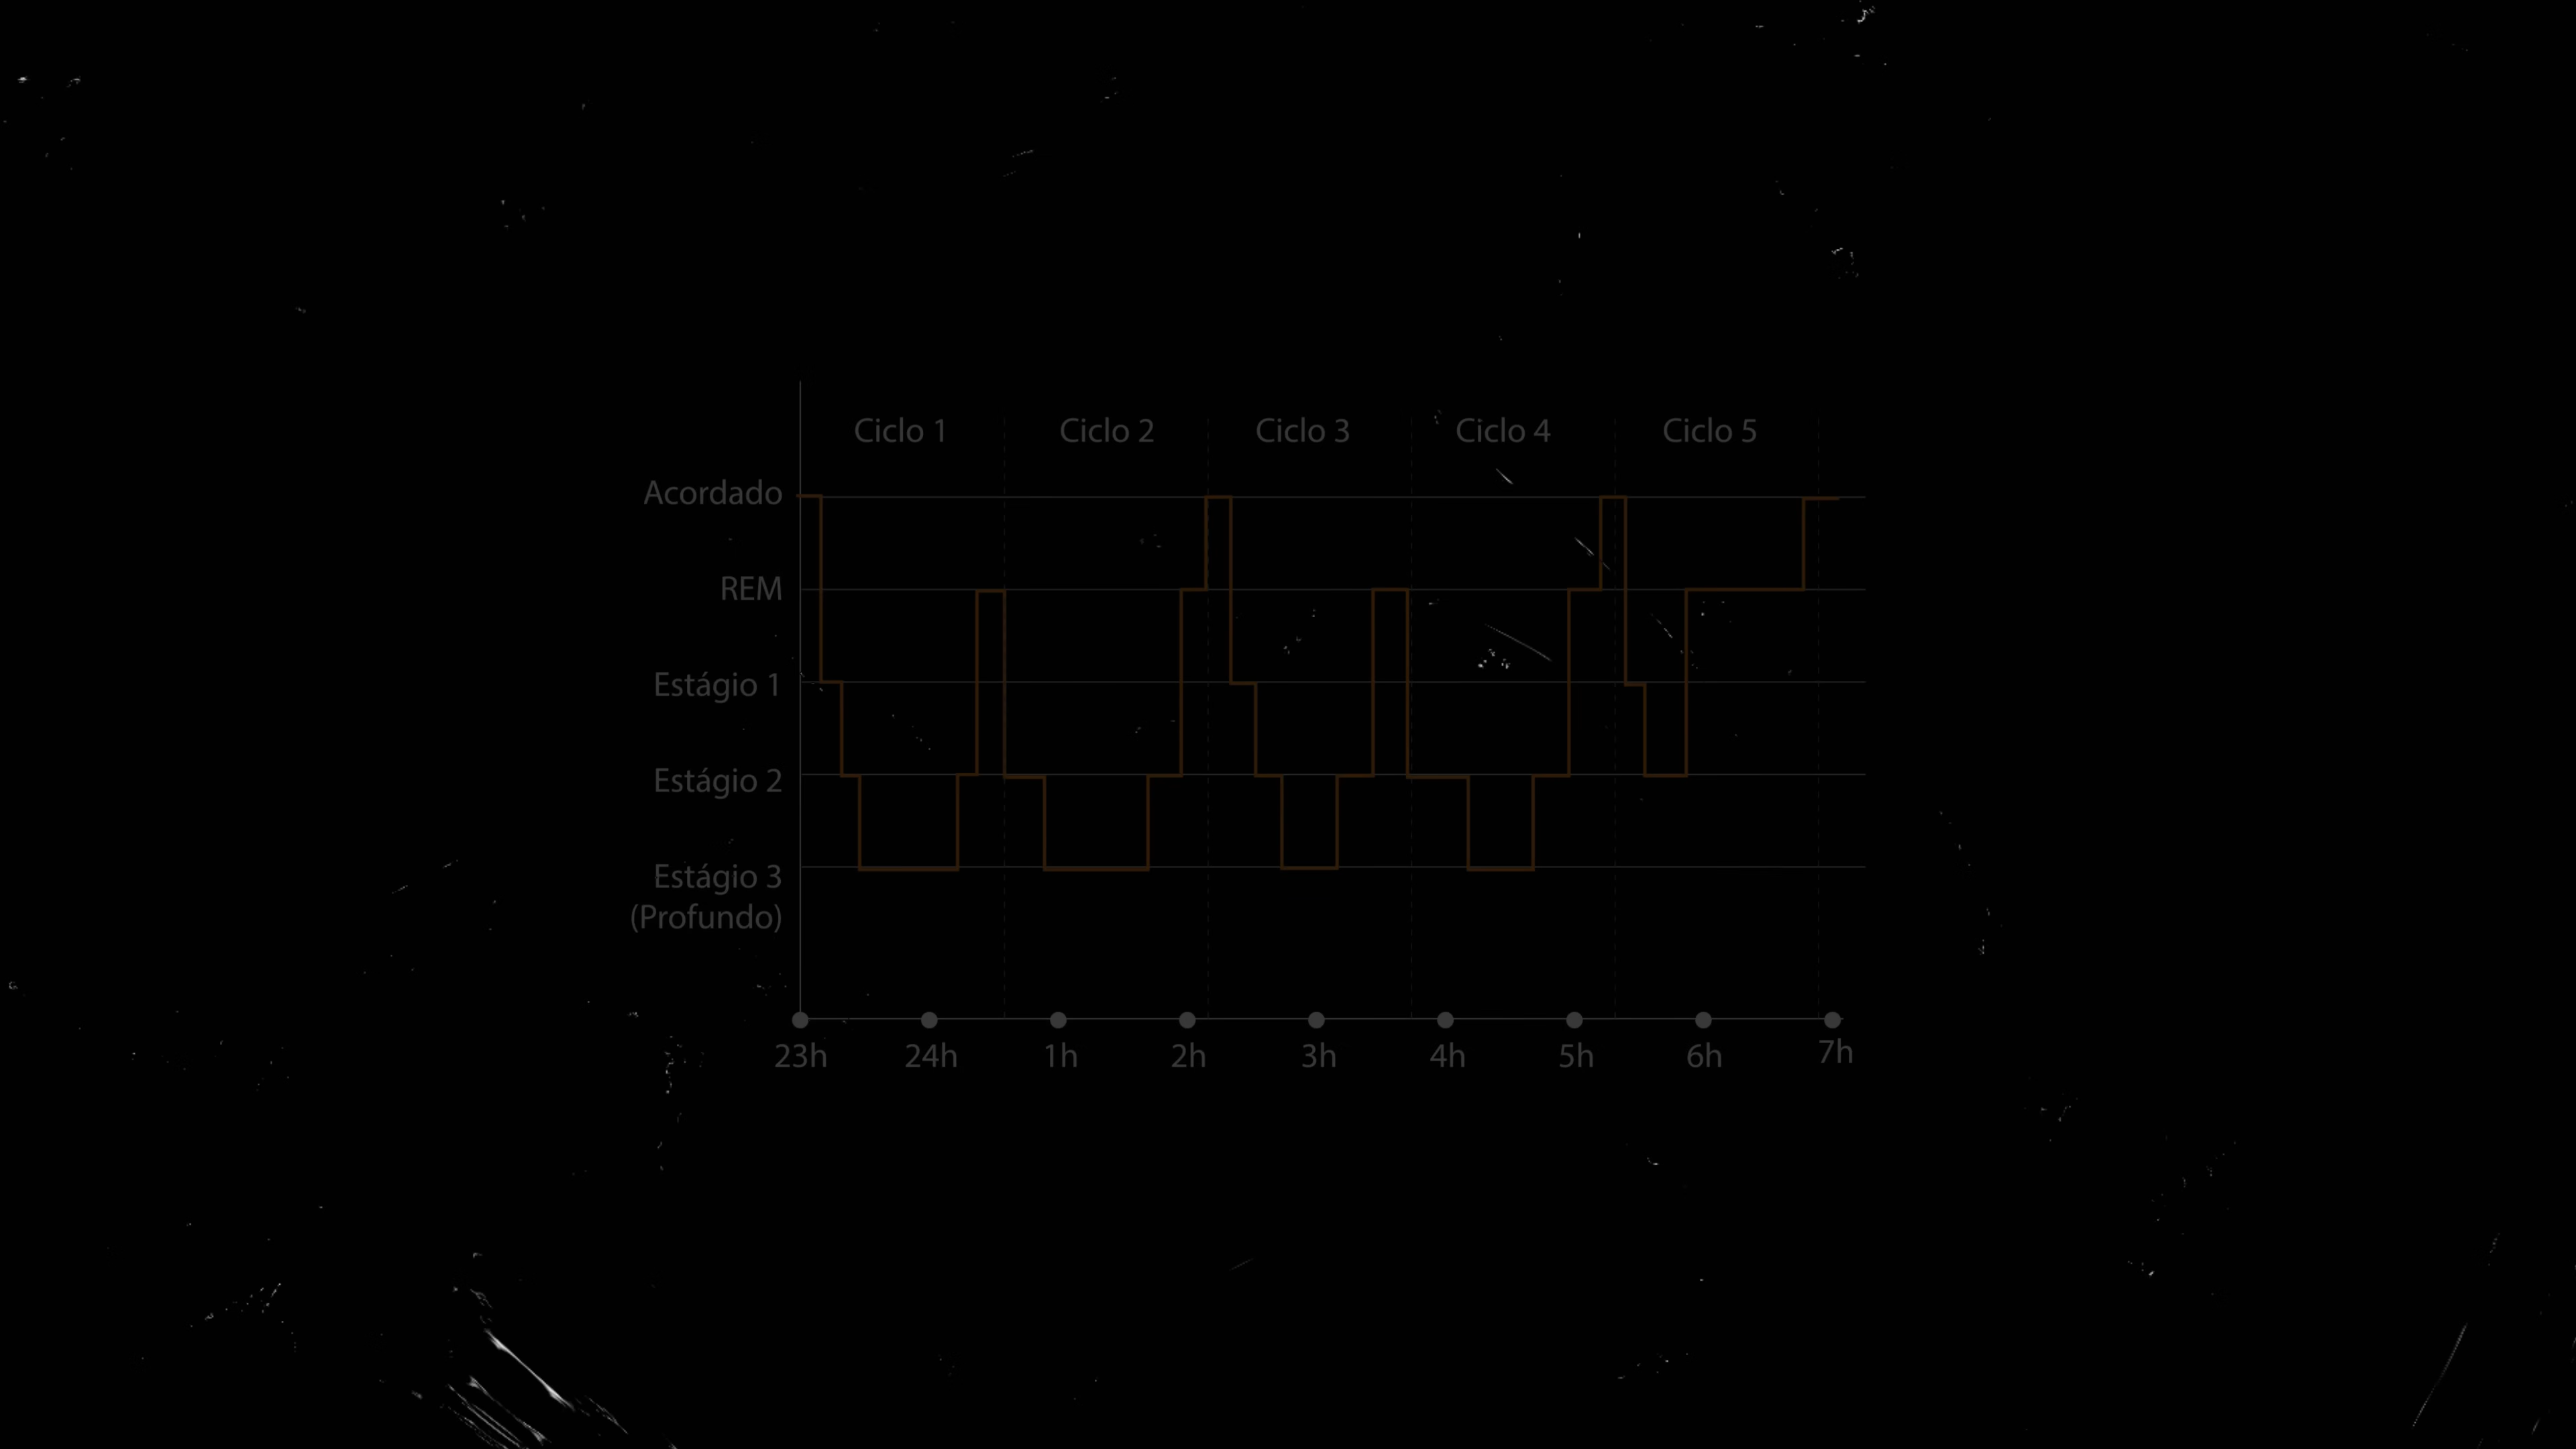 Ciclo 1 Ciclo 2 Ciclo 3 Ciclo 4 Ciclo 5
Acordado
REM
Estágio 1
Estágio 2
Estágio 3
(Profundo)
23h 24h 1h 2h 3h 4h 5h 6h 7h